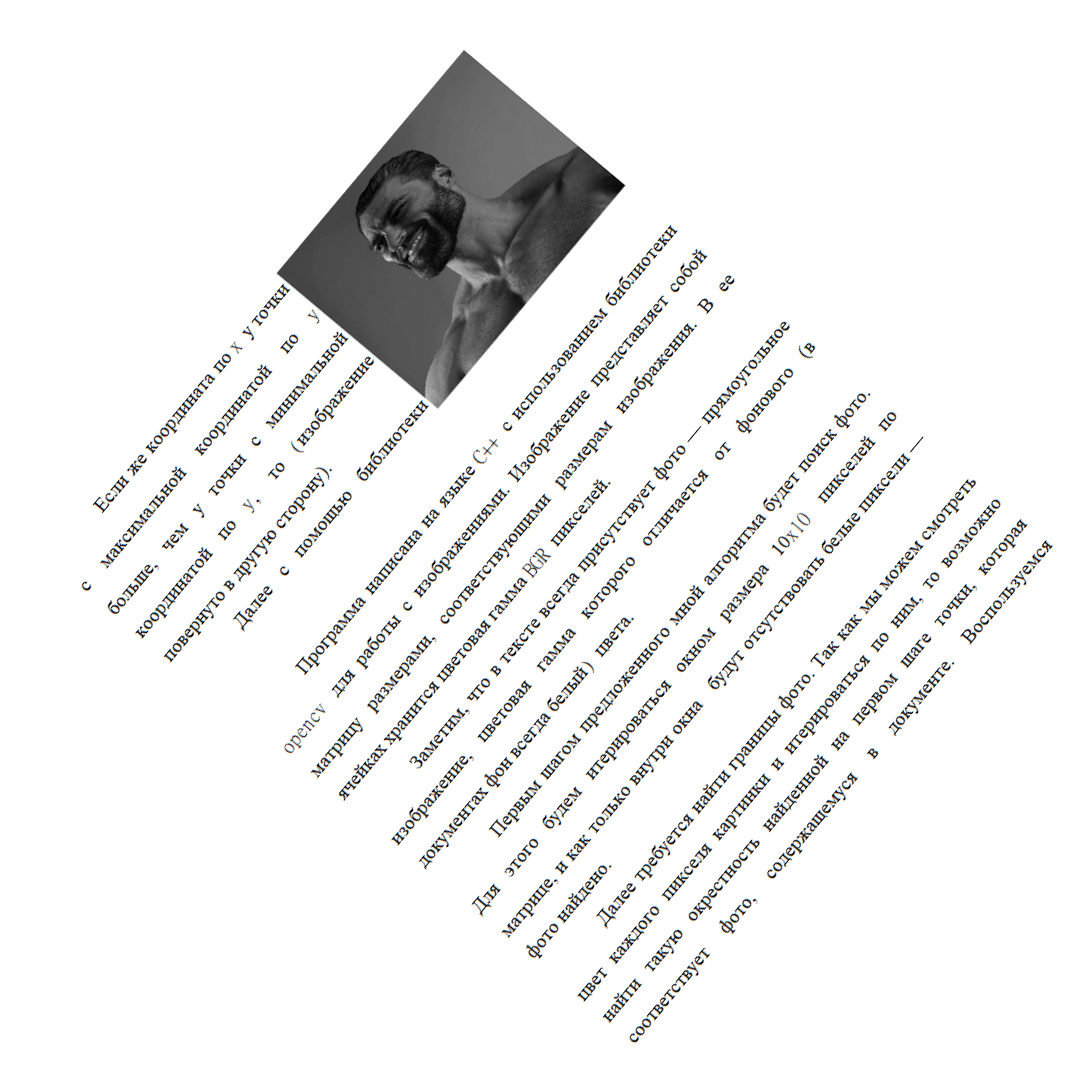 Если же координата по x у точки
с максимальной координатой по y
больше, чем у точки с минимальной
координатой по y, то (изображение
повернуто в другую сторону).
Далее с помощью библиотеки
Программа написана на языке C++ с использованием библиотеки
opencv для работы с изображениями. Изображение представляет собой
матрицу размерами, соответствующими размерам изображения. В ее
ячейках хранится цветовая гамма BGR пикселей.
Заметим, что в тексте всегда присутствует фото — прямоугольное
изображение, цветовая гамма которого отличается от фонового (в
документах фон всегда белый) цвета.
Первым шагом предложенного мной алгоритма будет поиск фото.
Для этого будем итерироваться окном размера 10x10 пикселей по
матрице, и как только внутри окна будут отсутствовать белые пиксели —
фото найдено.
Далее требуется найти границы фото. Так как мы можем смотреть
цвет каждого пикселя картинки и итерироваться по ним, то возможно
найти такую окрестность найденной на первом шаге точки, которая
соответствует фото, содержащемуся в документе. Воспользуемся